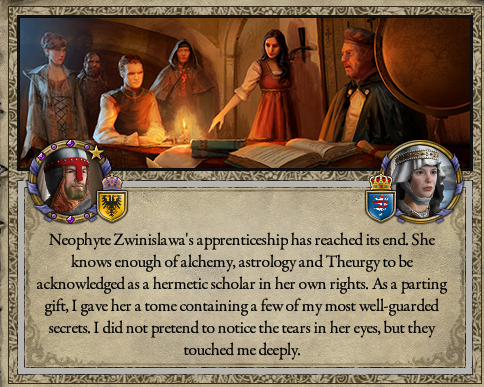 Neophyte Zwinislawa's apprenticeship has reached its end. She
knows enough of alchemy, astrology and Theurgy to be
acknowledged as a hermetic scholar in her own rights. As a parting
gift, I gave her a tome containing a few of my most well-guarded
secrets. I did not pretend to notice the tears in her eyes, but they
touched me deeply.